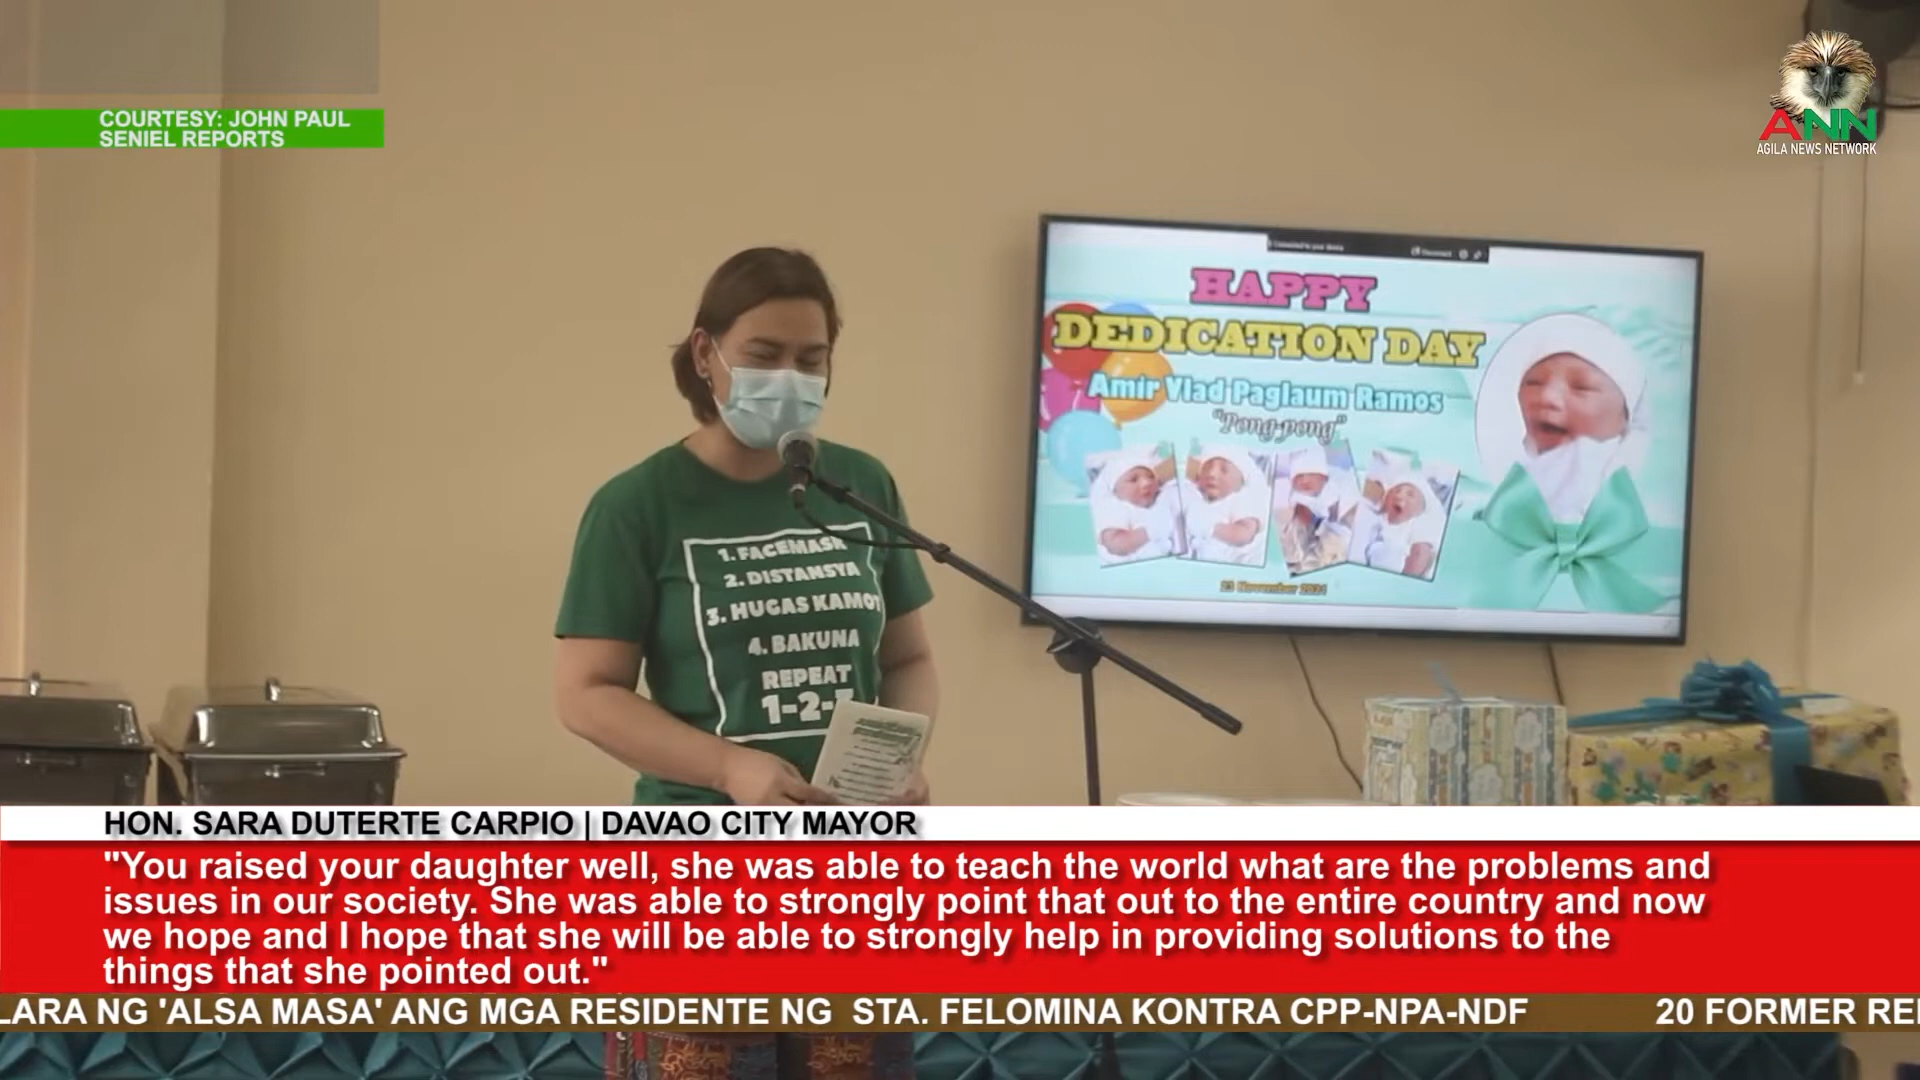 COURTESY: JOHN PAUL
SENIEL REPORTS
ANN
AGILA NEWS NETWORK
HAPPY
DEDICATION DAY
Amir Vlad Paglaum Ramos
"Pong-pong"
23 November 2021
1. FACEMASK
2. DISTANSYA
3. HUGAS KAMOT
4. BAKUNA
REPEAT
1-2-
HON. SARA DUTERTE CARPIO | DAVAO CITY MAYOR
"You raised your daughter well, she was able to teach the world what are the problems and
issues in our society. She was able to strongly point that out to the entire country and now
we hope and I hope that she will be able to strongly help in providing solutions to the
things that she pointed out."
LARA NG 'ALSA MASA' ANG MGA RESIDENTE NG STA. FELOMINA KONTRA CPP-NPA-NDF 20 FORMER RE